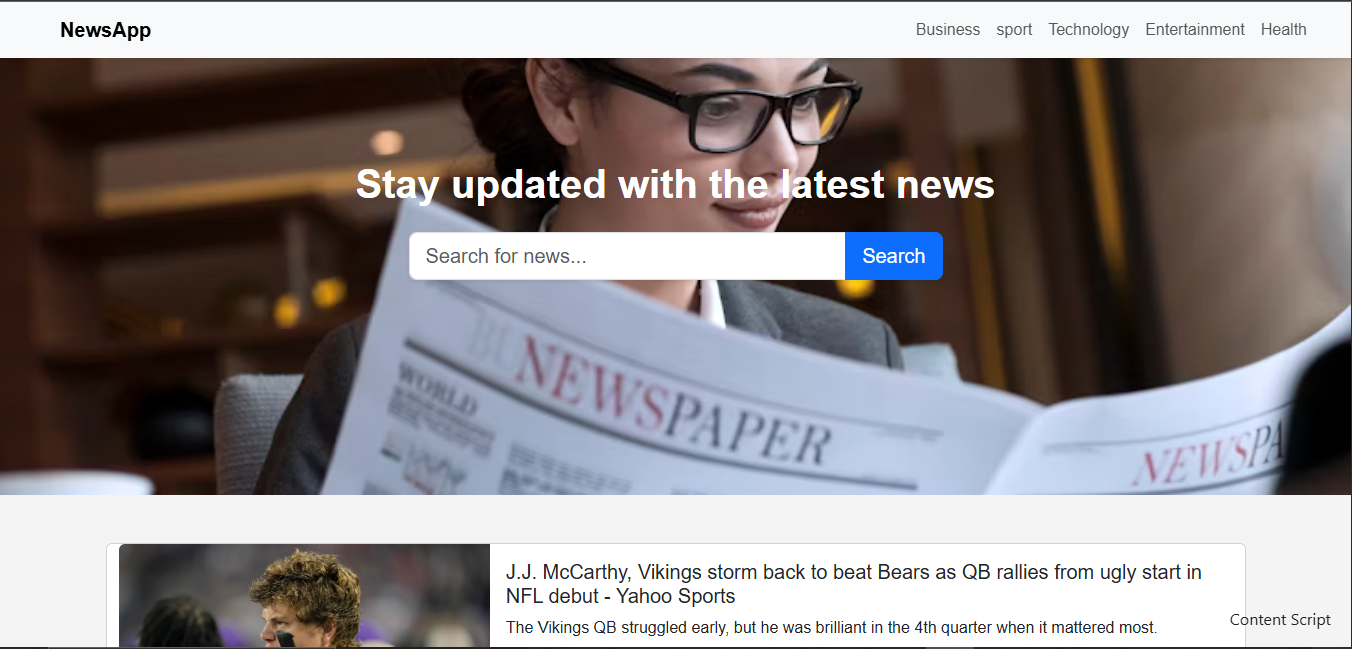 NewsApp
Business sport Technology Entertainment Health
Stay updated with the latest news
Search for news... Search
WORLD
NEWSPAPER
NEWSPA
J.J. McCarthy, Vikings storm back to beat Bears as QB rallies from ugly start in
NFL debut - Yahoo Sports
The Vikings QB struggled early, but he was brilliant in the 4th quarter when it mattered most.
Content Script